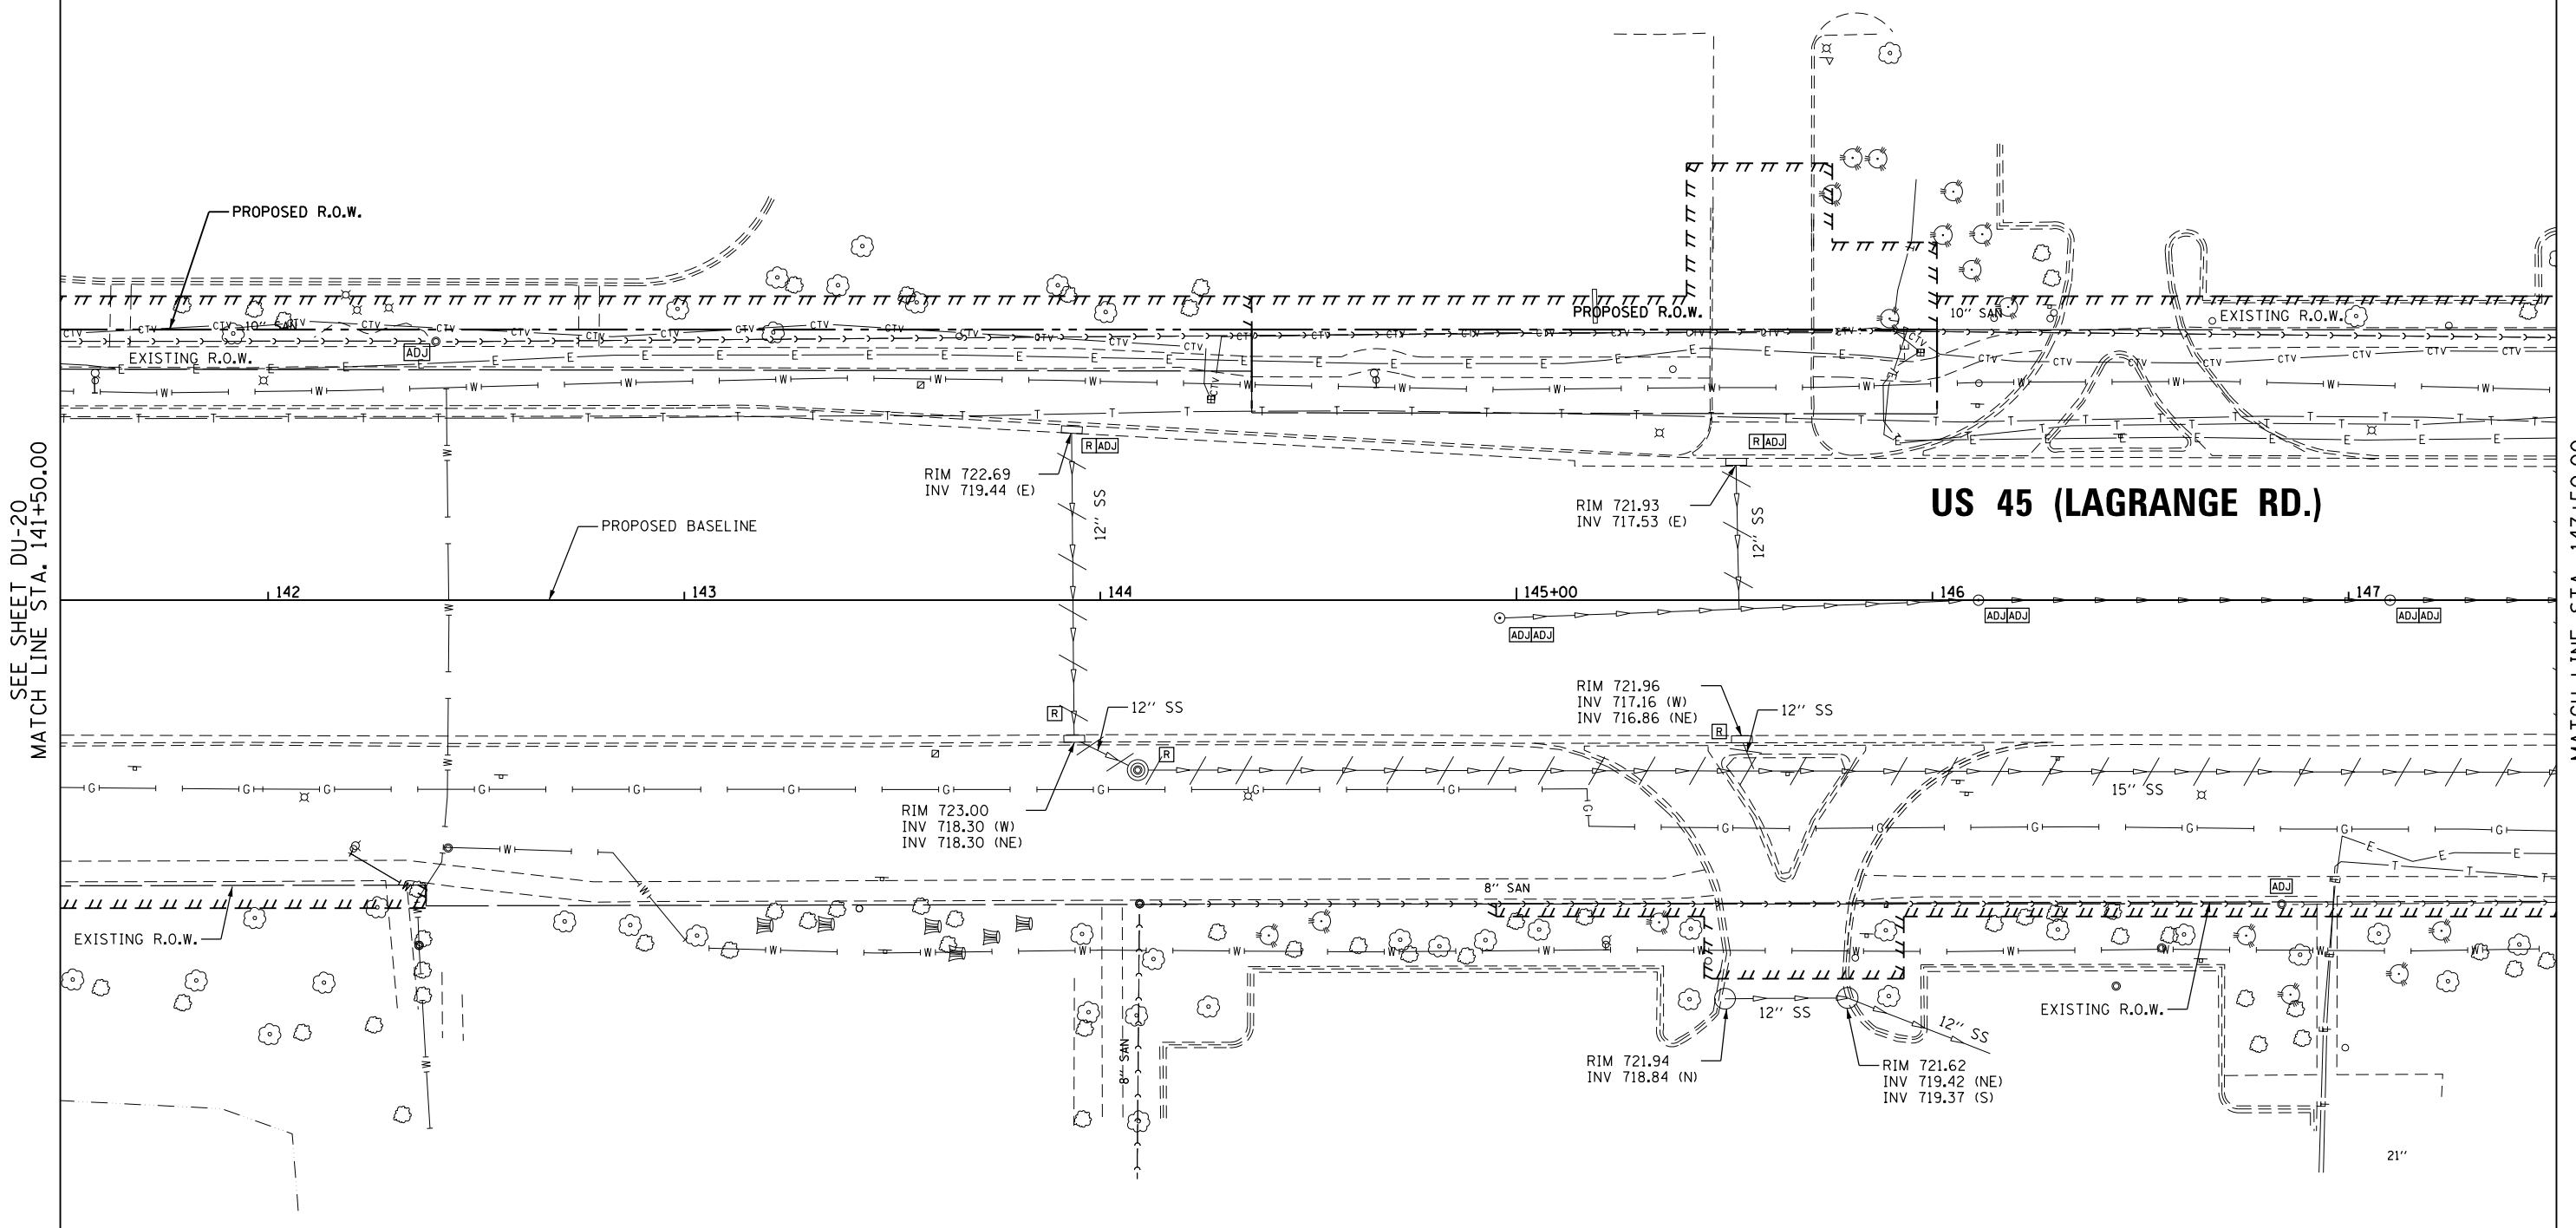 PROPOSED R.O.W.
10" SAN
EXISTING R.O.W.
ADJ
PROPOSED R.O.W.
10" SAN
EXISTING R.O.W.
R ADJ
RIM 722.69
INV 719.44 (E)
12" SS
R ADJ
RIM 721.93
INV 717.53 (E)
12" SS
US 45 (LAGRANGE RD.)
PROPOSED BASELINE
SEE SHEET DU-20
MATCH LINE STA. 141+50.00
142
143
144
145+00
146
147
ADJ ADJ
ADJ ADJ
ADJ ADJ
R
12" SS
R
RIM 723.00
INV 718.30 (W)
INV 718.30 (NE)
RIM 721.96
INV 717.16 (W)
INV 716.86 (NE)
R
12" SS
15" SS
8" SAN
ADJ
EXISTING R.O.W.
8" SAN
12" SS
12" SS
EXISTING R.O.W.
RIM 721.94
INV 718.84 (N)
RIM 721.62
INV 719.42 (NE)
INV 719.37 (S)
21"
CTV
E
W
T
G